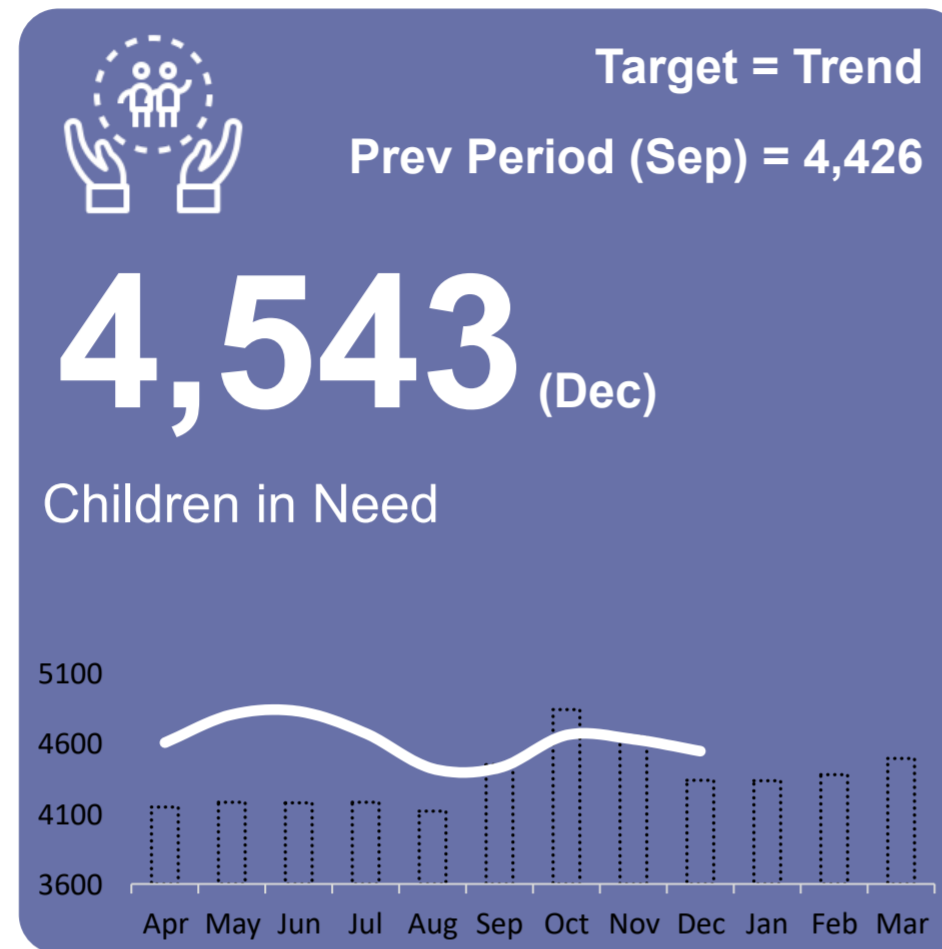 Target = Trend
Prev Period (Sep) = 4,426
4,543 (Dec)
Children in Need
5100
4600
4100
3600
Apr May Jun Jul Aug Sep Oct Nov Dec Jan Feb Mar